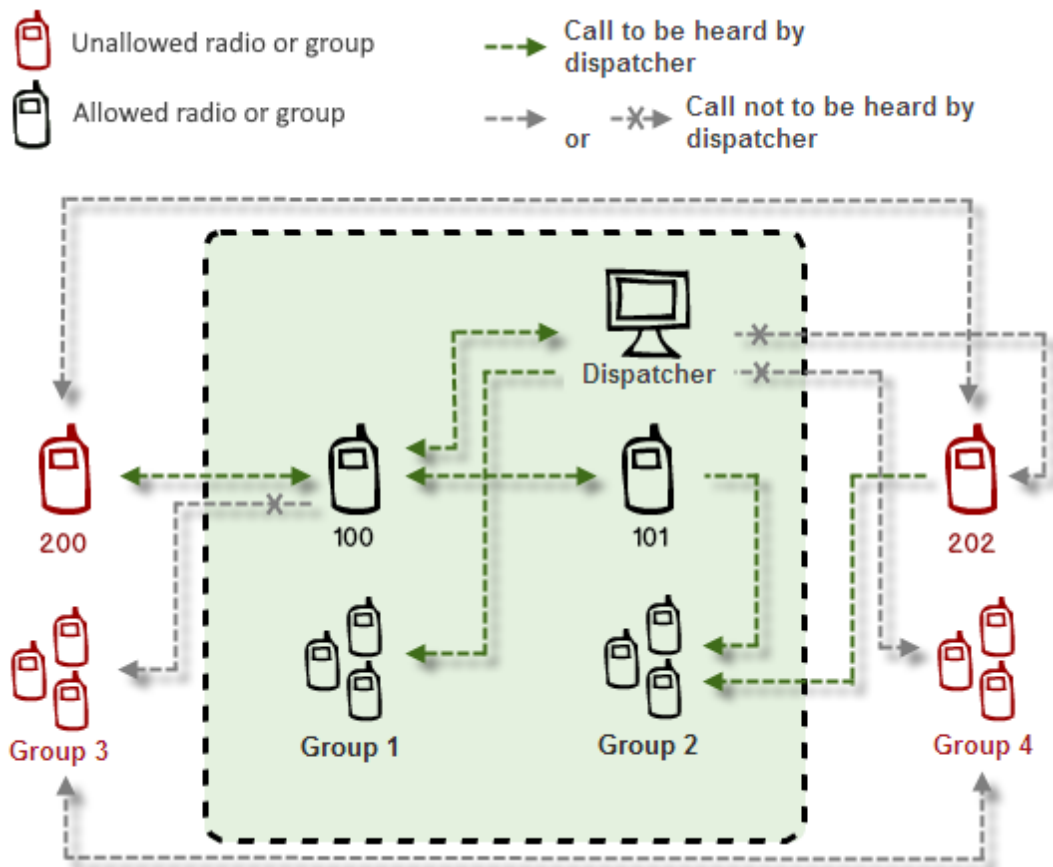 Unallowed radio or group
Call to be heard by
dispatcher
Allowed radio or group
or
Call not to be heard by
dispatcher
Dispatcher
200
100
101
202
Group 3
Group 1
Group 2
Group 4